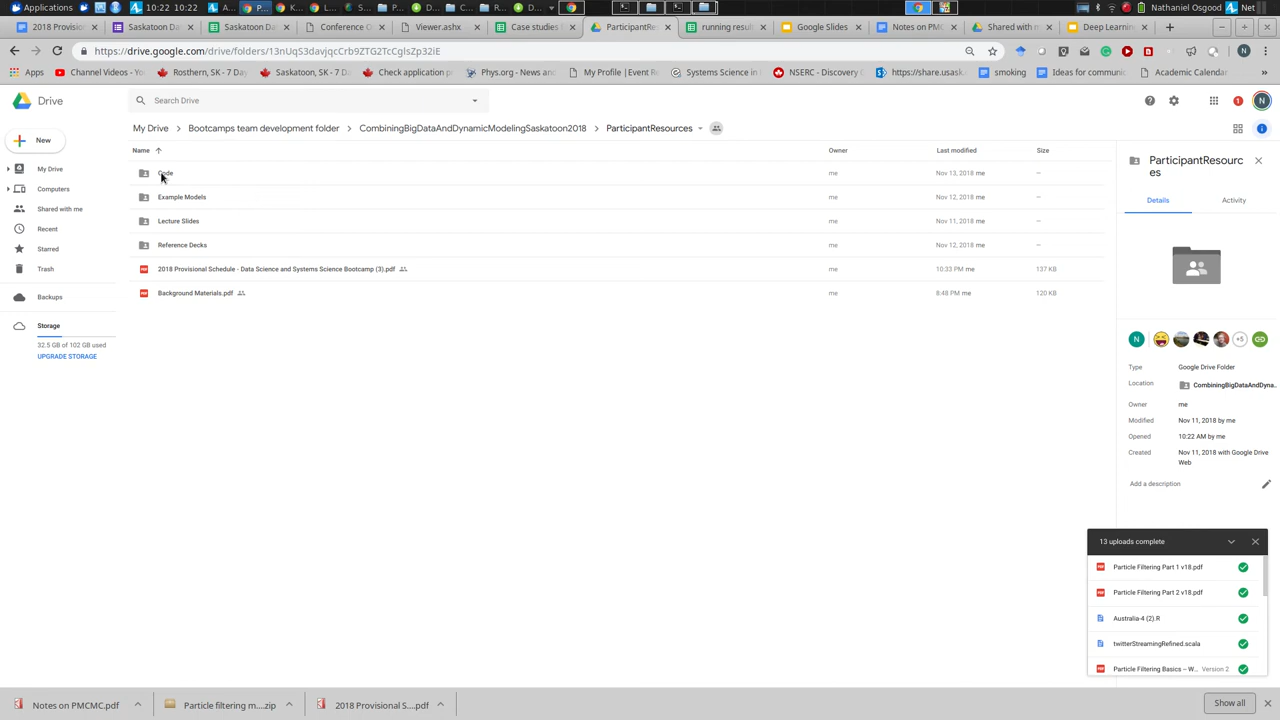 Applications
10:22 10:22
Nathaniel Osgood
Net
2018 Provisio
Saskatoon D
Saskatoon Da
Conference C
Viewer.ashx
Case studies
ParticipantRes
running resul
Google Slides
Notes on PMC
Shared with m
Deep Learnin
https://drive.google.com/drive/folders/13nUqS3davjqcCrb9ZTG2TcCglsZp32iE
Apps
Channel Videos - Yo
Rosthern, SK - 7 Day
Saskatoon, SK - 7 D
Check application pr
Phys.org - News and
My Profile | Event R
Systems Science in
NSERC - Discovery
https://share.usask.
smoking
Ideas for communic
Academic Calendar
Drive
Search Drive
New
My Drive
Bootcamps team development folder
CombiningBigDataAndDynamicModelingSaskatoon2018
ParticipantResources
Name
Owner
Last modified
Size
My Drive
Computers
Shared with me
Recent
Starred
Trash
Backups
Storage
32.5 GB of 102 GB used
UPGRADE STORAGE
Code me Nov 13, 2018 me –
Example Models me Nov 12, 2018 me –
Lecture Slides me Nov 11, 2018 me –
Reference Decks me Nov 12, 2018 me –
2018 Provisional Schedule - Data Science and Systems Science Bootcamp (3).pdf me 10:33 PM me 137 KB
Background Materials.pdf me 8:48 PM me 120 KB
ParticipantResourc
es
Details
Activity
N
+5
Type Google Drive Folder
Location CombiningBigDataAndDyna..
Owner me
Modified Nov 11, 2018 by me
Opened 10:22 AM by me
Created Nov 11, 2018 with Google Drive
Web
Add a description
13 uploads complete
Particle Filtering Part 1 v18.pdf
Particle Filtering Part 2 v18.pdf
Australia-4 (2).R
twitterStreamingRefined.scala
Particle Filtering Basics -- W... Version 2
Notes on PMCMC.pdf
Particle filtering m....zip
2018 Provisional S....pdf
Show all